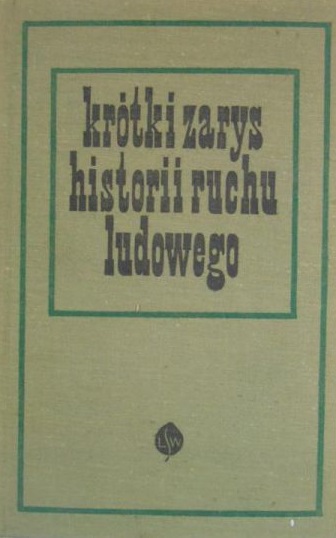 krótki zarys
historii ruchu
ludowego
LSW